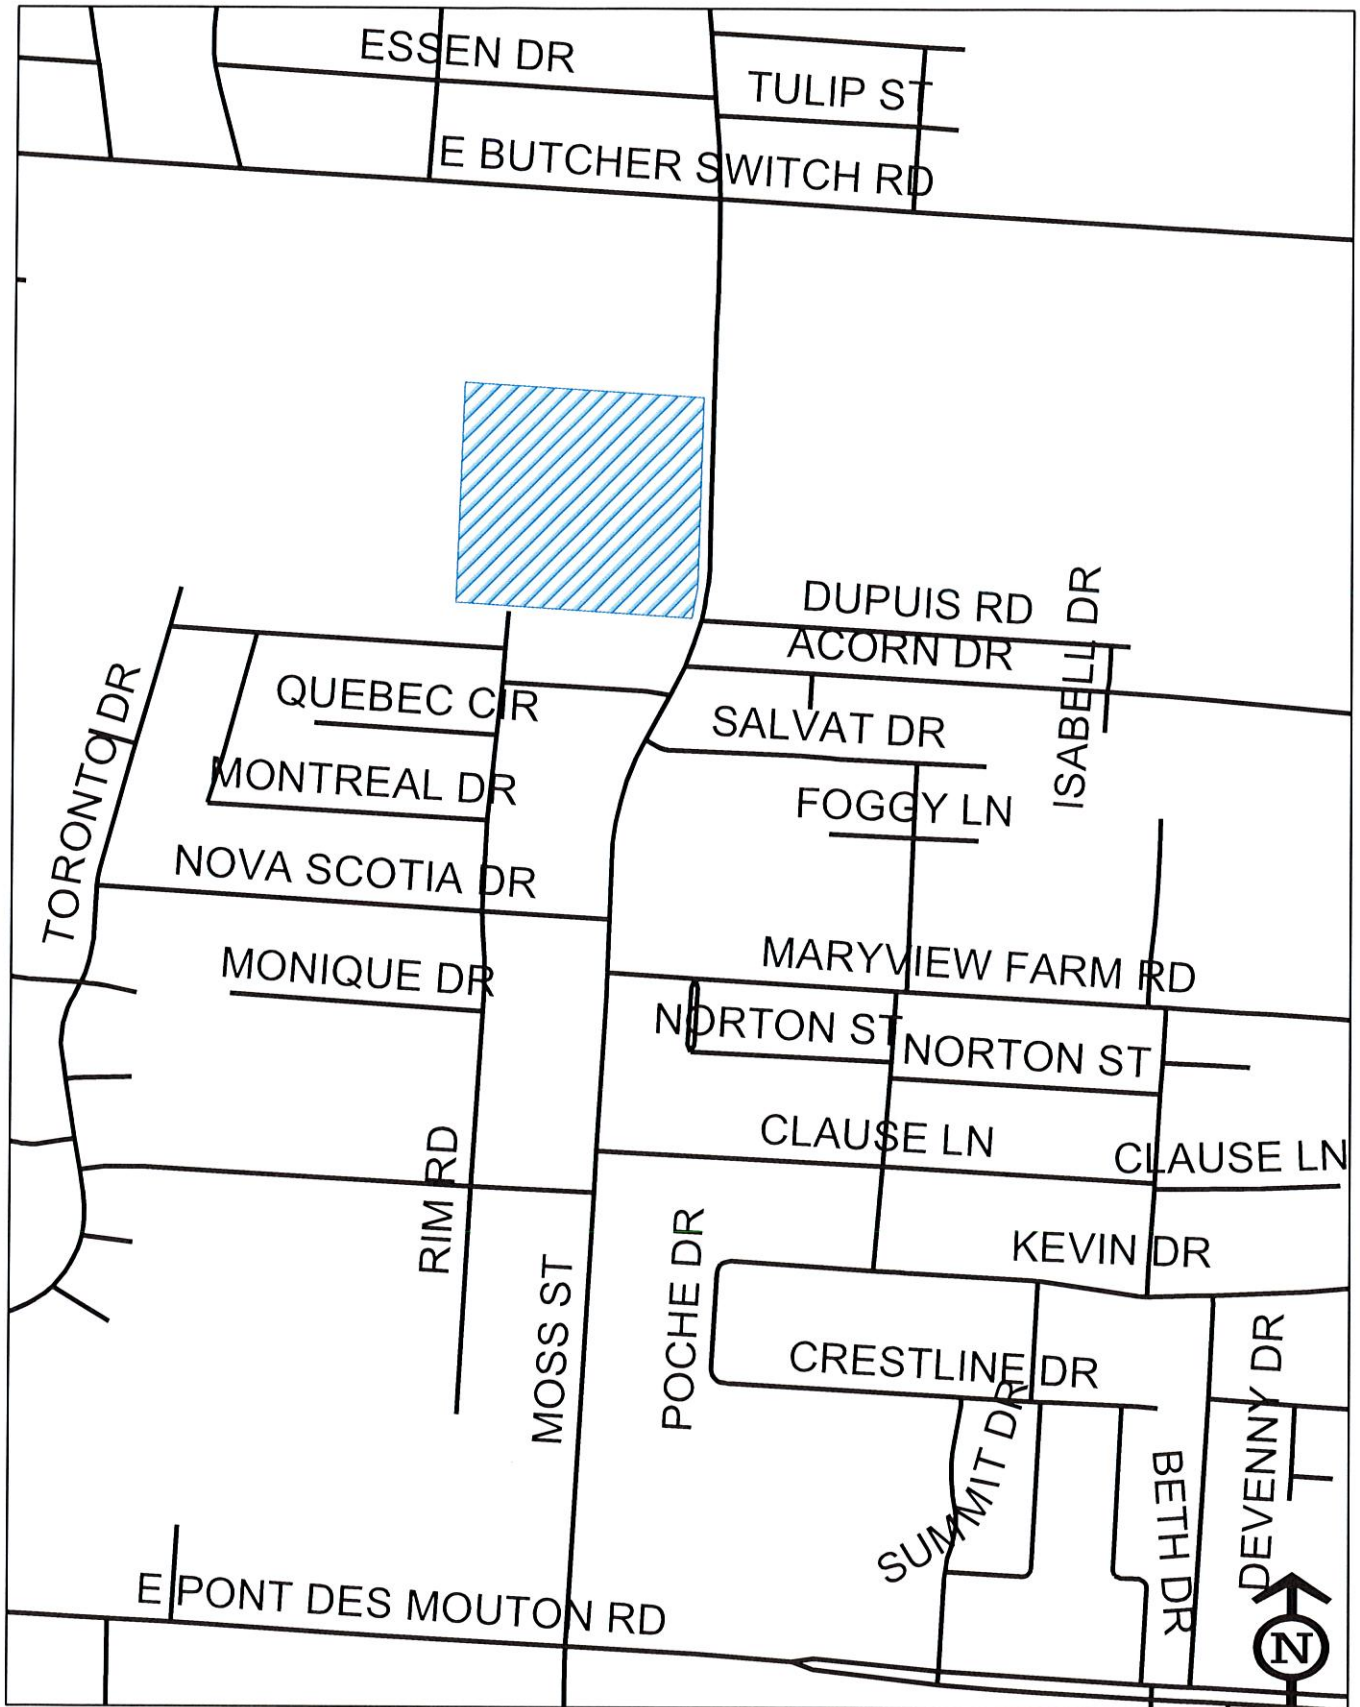 ESSEN DR
TULIP ST
E BUTCHER SWITCH RD
DUPUIS RD
ISABELL DR
ACORN DR
QUEBEC CIR
TORONTO DR
SALVAT DR
MONTREAL DR
FOGGY LN
NOVA SCOTIA DR
MONIQUE DR
MARYVIEW FARM RD
NORTON ST
NORTON ST
CLAUSE LN
CLAUSE LN
RIM RD
POCHE DR
KEVIN DR
MOSS ST
CRESTLINE DR
SUMMIT DR
DEVENNY DR
BETH DR
E PONT DES MOUTON RD
N